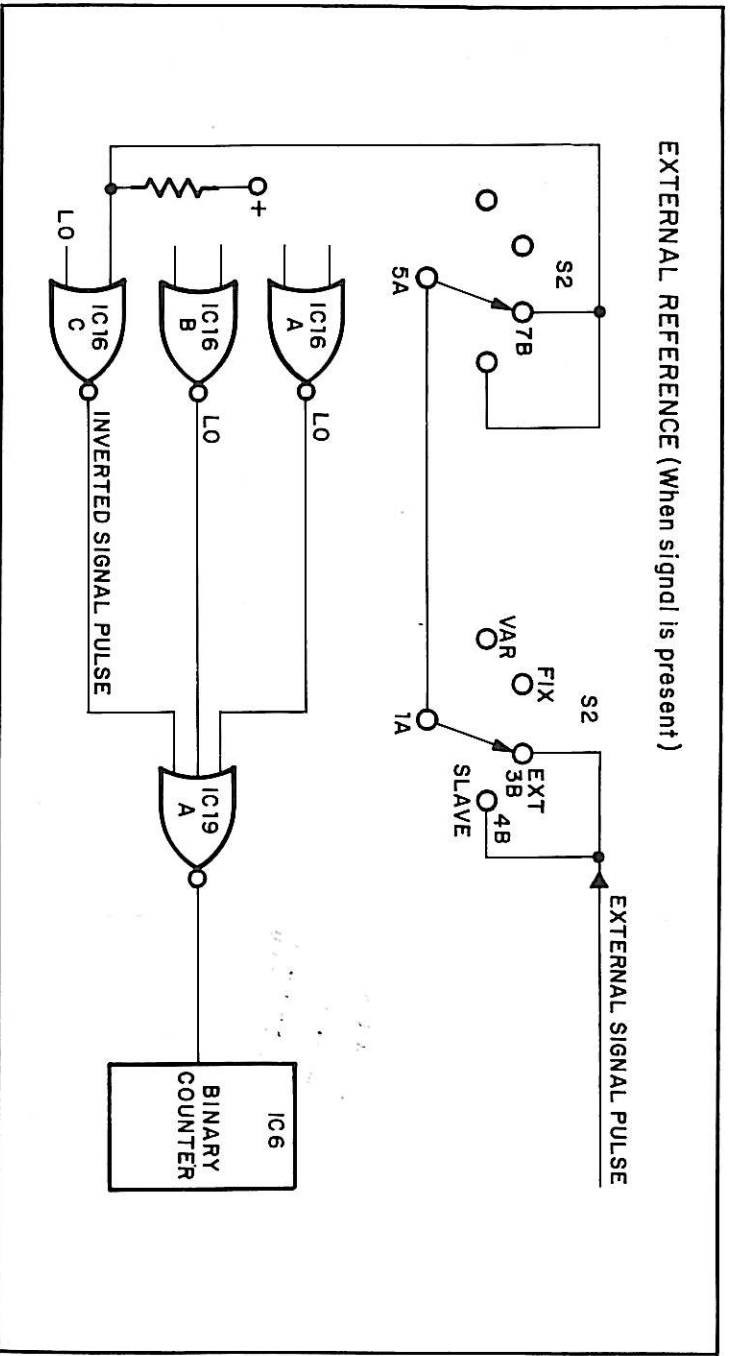 EXTERNAL REFERENCE (When signal is present)
S2
7B
5A
S2
VAR
FIX
EXT
3B
4B
SLAVE
1A
EXTERNAL SIGNAL PULSE
+
IC16
A
LO
IC16
B
LO
LO
IC16
C
INVERTED SIGNAL PULSE
IC19
A
IC6
BINARY
COUNTER